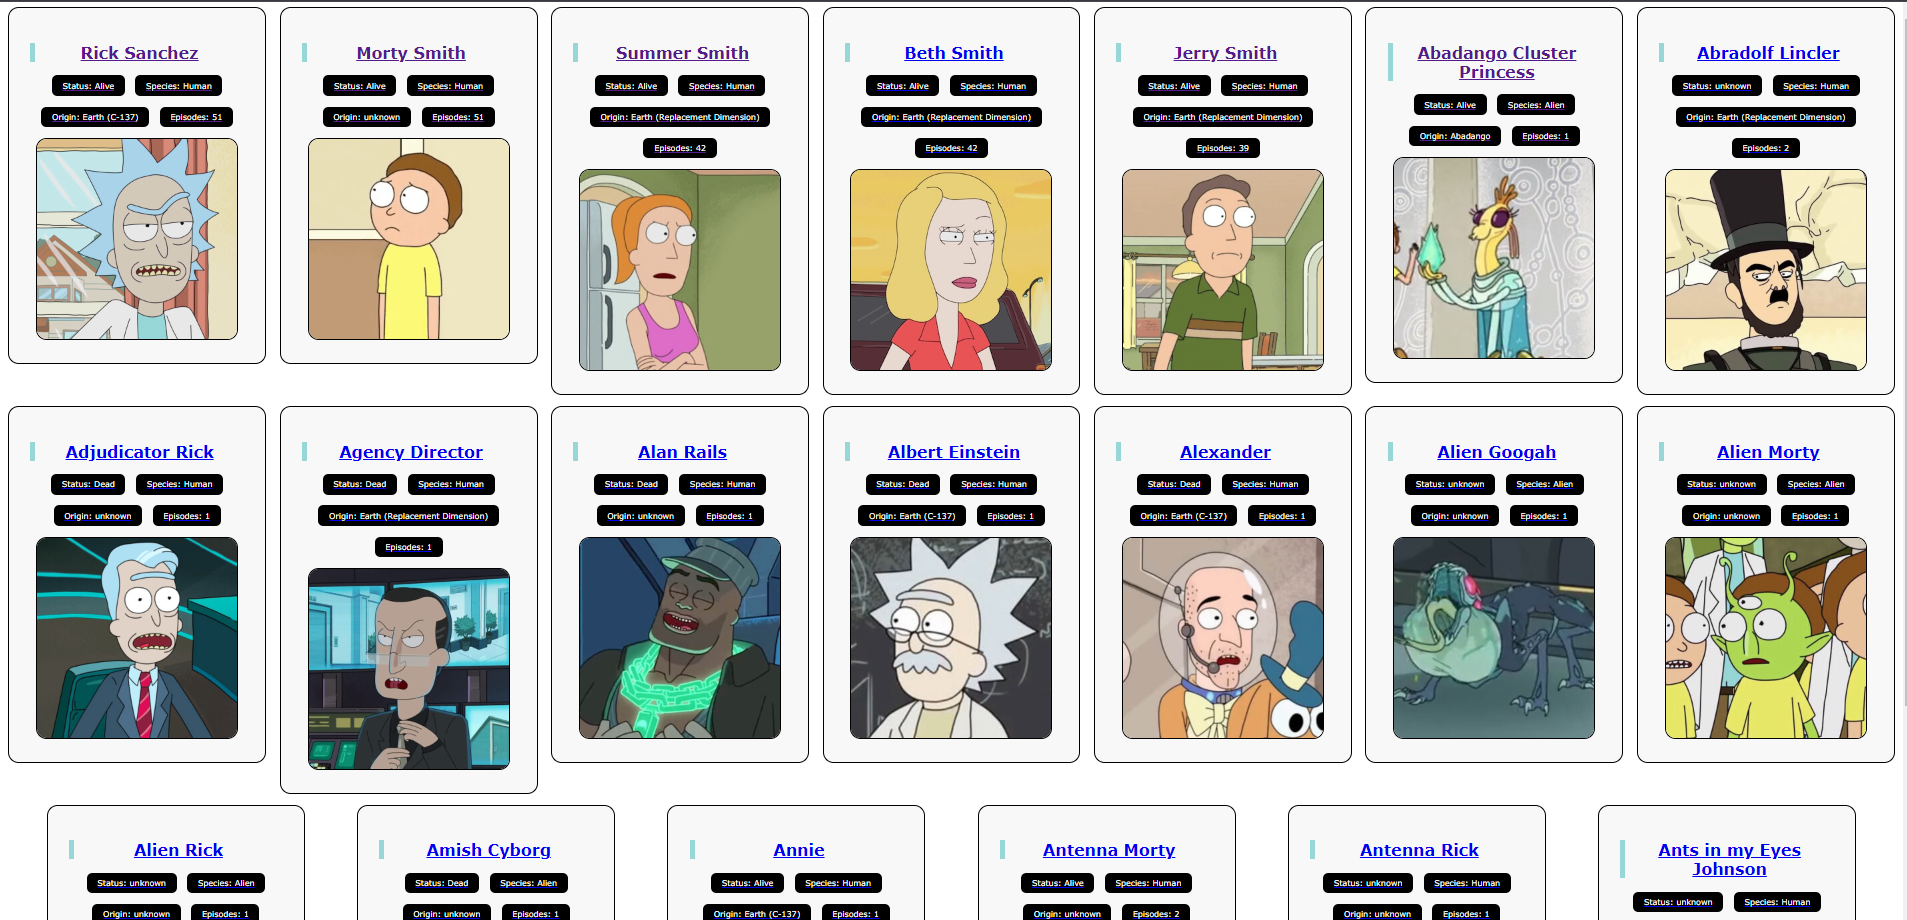 Rick Sanchez
Status: Alive
Species: Human
Origin: Earth (C-137)
Episodes: 51
Morty Smith
Status: Alive
Species: Human
Origin: unknown
Episodes: 51
Summer Smith
Status: Alive
Species: Human
Origin: Earth (Replacement Dimension)
Episodes: 42
Beth Smith
Status: Alive
Species: Human
Origin: Earth (Replacement Dimension)
Episodes: 42
Jerry Smith
Status: Alive
Species: Human
Origin: Earth (Replacement Dimension)
Episodes: 39
Abadango Cluster
Princess
Status: Alive
Species: Alien
Origin: Abadango
Episodes: 1
Abradolf Lincler
Status: unknown
Species: Human
Origin: Earth (Replacement Dimension)
Episodes: 2
Adjudicator Rick
Status: Dead
Species: Human
Origin: unknown
Episodes: 1
Agency Director
Status: Dead
Species: Human
Origin: Earth (Replacement Dimension)
Episodes: 1
Alan Rails
Status: Dead
Species: Human
Origin: unknown
Episodes: 1
Albert Einstein
Status: Dead
Species: Human
Origin: Earth (C-137)
Episodes: 1
Alexander
Status: Dead
Species: Human
Origin: Earth (C-137)
Episodes: 1
Alien Googah
Status: unknown
Species: Alien
Origin: unknown
Episodes: 1
Alien Morty
Status: unknown
Species: Alien
Origin: unknown
Episodes: 1
Alien Rick
Status: unknown
Species: Alien
Origin: unknown
Episodes: 1
Amish Cyborg
Status: Dead
Species: Alien
Origin: unknown
Episodes: 1
Annie
Status: Alive
Species: Human
Origin: Earth (C-137)
Episodes: 1
Antenna Morty
Status: Alive
Species: Human
Origin: unknown
Episodes: 2
Antenna Rick
Status: unknown
Species: Human
Origin: unknown
Episodes: 1
Ants in my Eyes
Johnson
Status: unknown
Species: Human